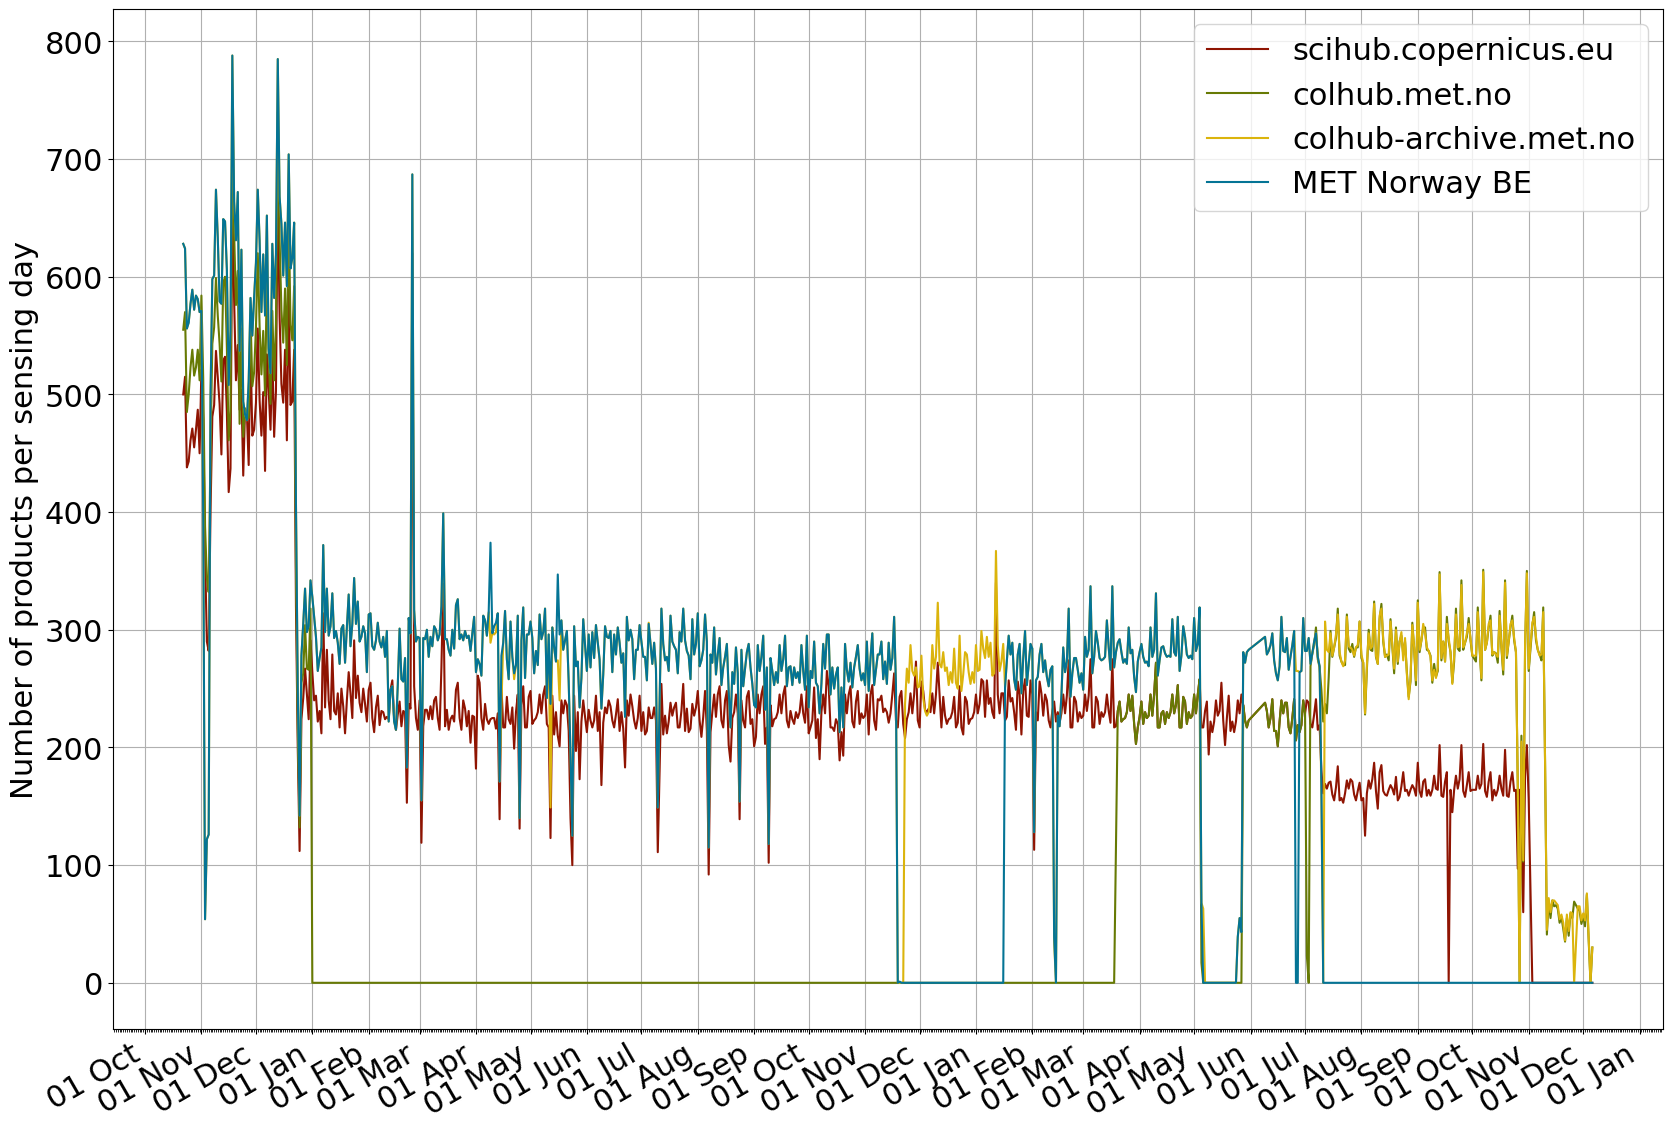 scihub.copernicus.eu
colhub.met.no
colhub-archive.met.no
MET Norway BE
Number of products per sensing day
800
700
600
500
400
300
200
100
0
01 Oct
01 Nov
01 Dec
01 Jan
01 Feb
01 Mar
01 Apr
01 May
01 Jun
01 Jul
01 Aug
01 Sep
01 Oct
01 Nov
01 Dec
01 Jan
01 Feb
01 Mar
01 Apr
01 May
01 Jun
01 Jul
01 Aug
01 Sep
01 Oct
01 Nov
01 Dec
01 Jan